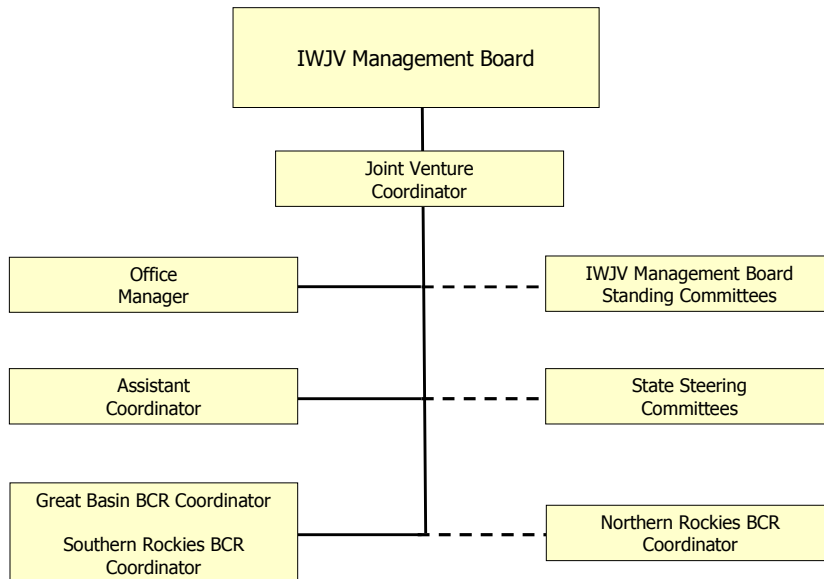 IWJV Management Board
Joint Venture
Coordinator
Office
Manager
IWJV Management Board
Standing Committees
Assistant
Coordinator
State Steering
Committees
Great Basin BCR Coordinator
Southern Rockies BCR
Coordinator
Northern Rockies BCR
Coordinator